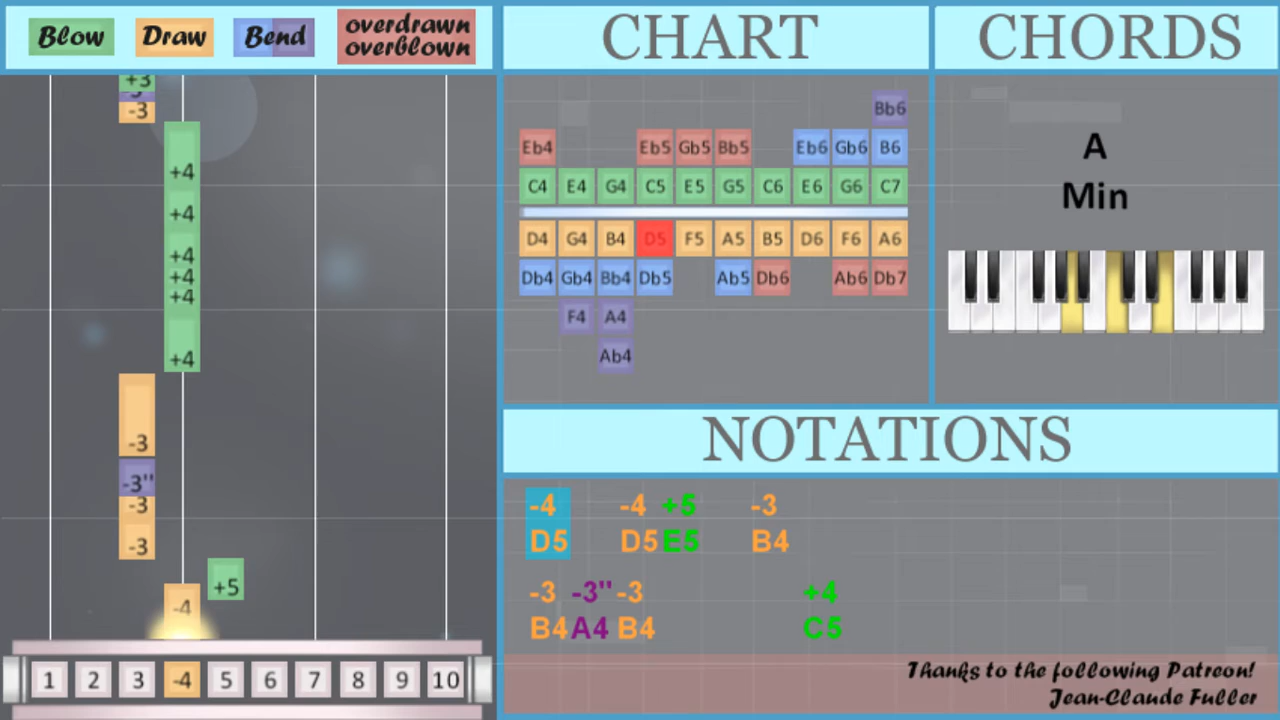 Blow Draw Bend overdrawn
overblown
CHART
CHORDS
+3
-3
+4
+4
+4
+4
+4
+4
-3
-3''
-3
-3
+5
-4
1 2 3 -4 5 6 7 8 9 10
Bb6
Eb4 Eb5 Gb5 Bb5 Eb6 Gb6 B6
C4 E4 G4 C5 E5 G5 C6 E6 G6 C7
D4 G4 B4 D5 F5 A5 B5 D6 F6 A6
Db4 Gb4 Bb4 Db5 Ab5 Db6 Ab6 Db7
F4 A4
Ab4
A
Min
NOTATIONS
-4 -4 +5 -3
D5 D5 E5 B4
-3 -3'' -3 +4
B4 A4 B4 C5
Thanks to the following Patreon!
Jean-Claude Fuller